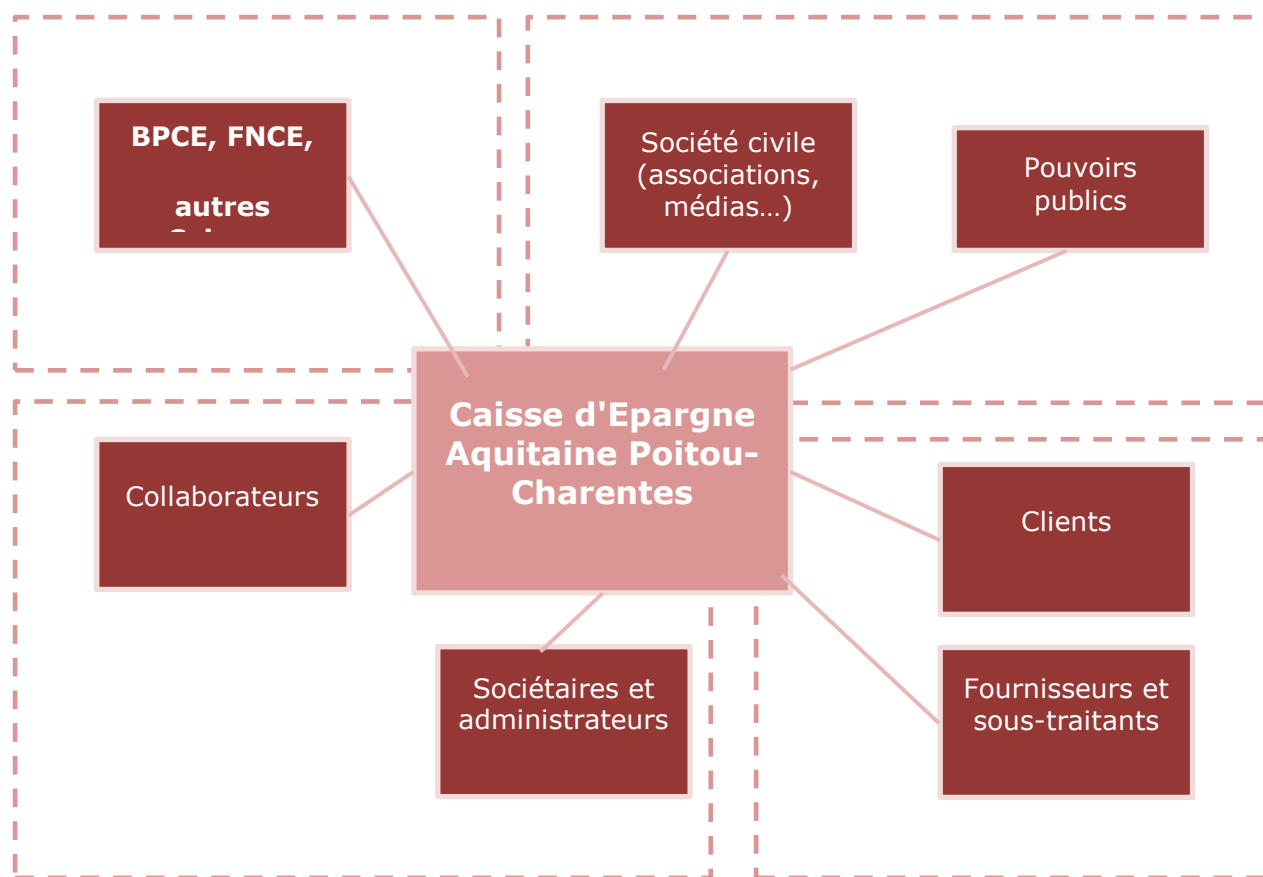 BPCE, FNCE,
autres
Société civile
(associations,
médias…)
Pouvoirs
publics
Caisse d'Epargne
Aquitaine Poitou-
Charentes
Collaborateurs
Clients
Sociétaires et
administrateurs
Fournisseurs et
sous-traitants